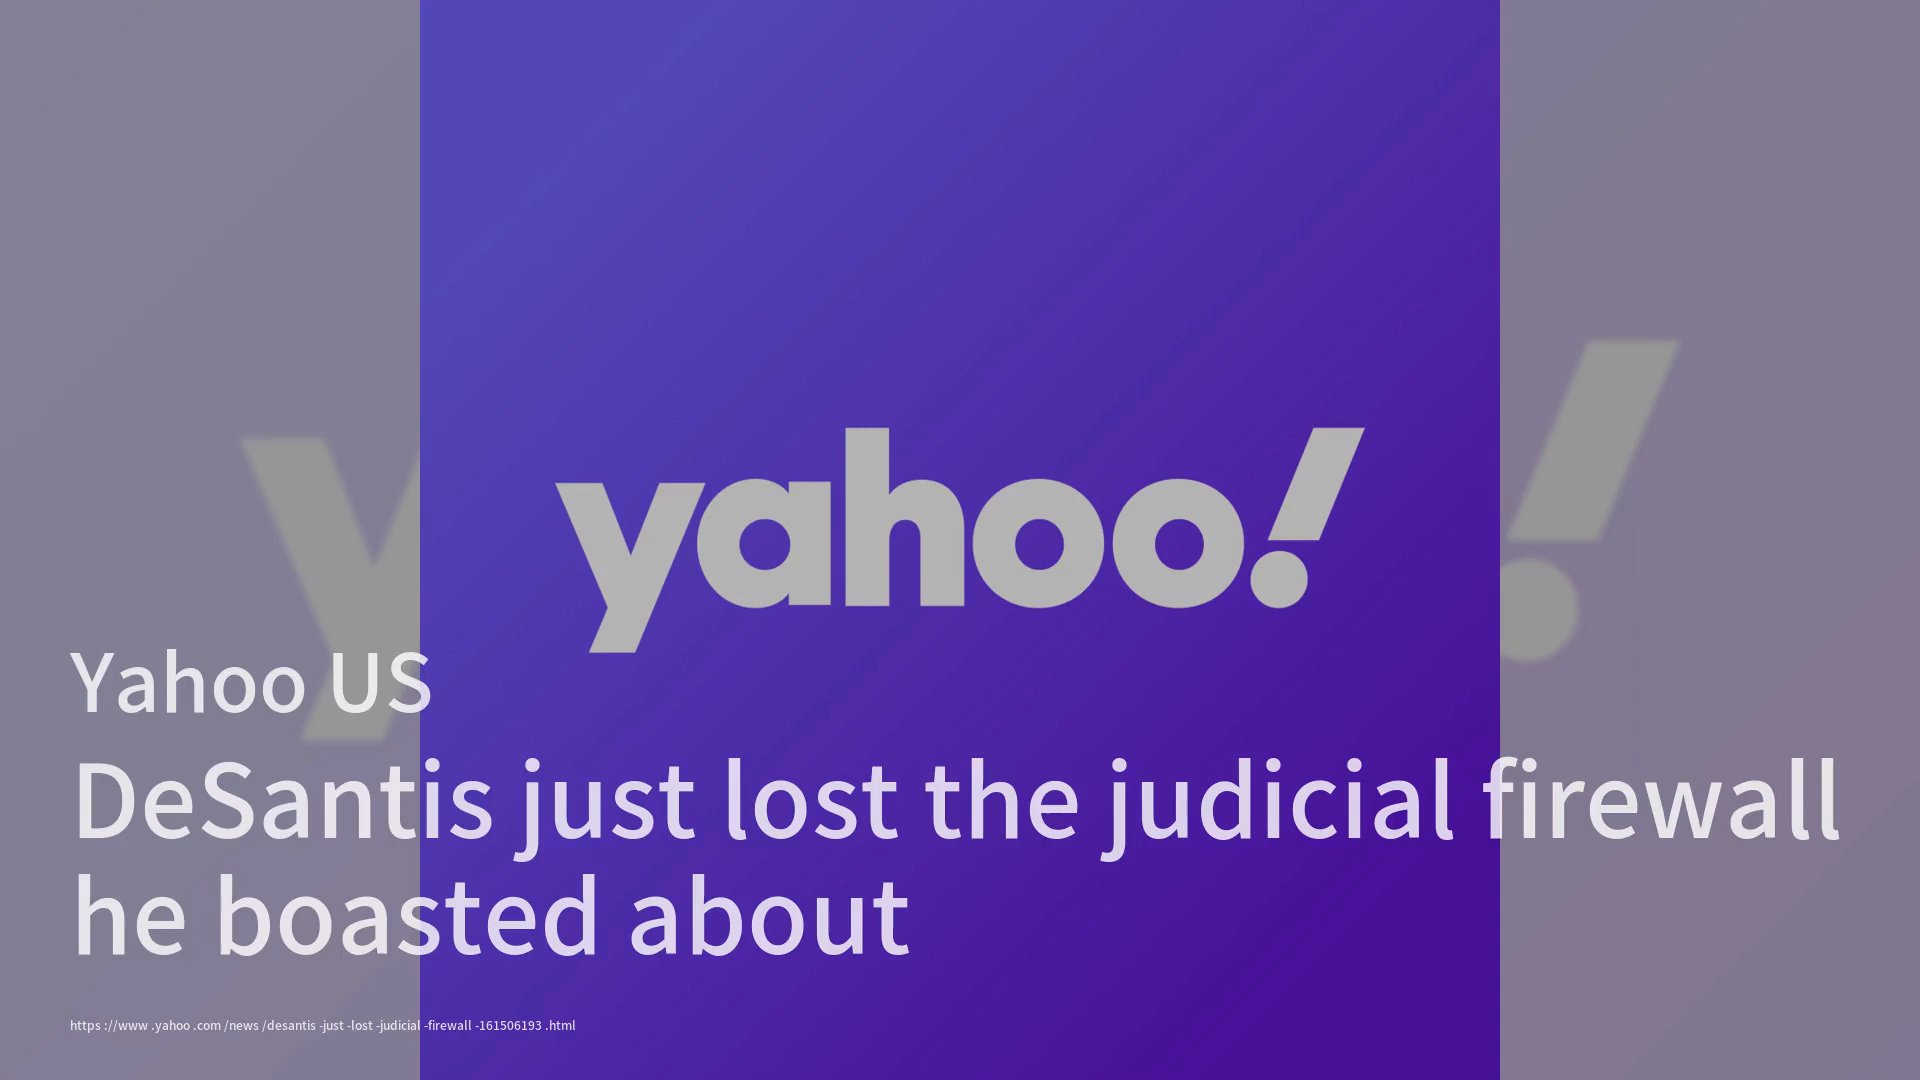 yahoo!
Yahoo US
DeSantis just lost the judicial firewall
he boasted about
https ://www .yahoo .com /news /desantis -just -lost -judicial -firewall -161506193 .html